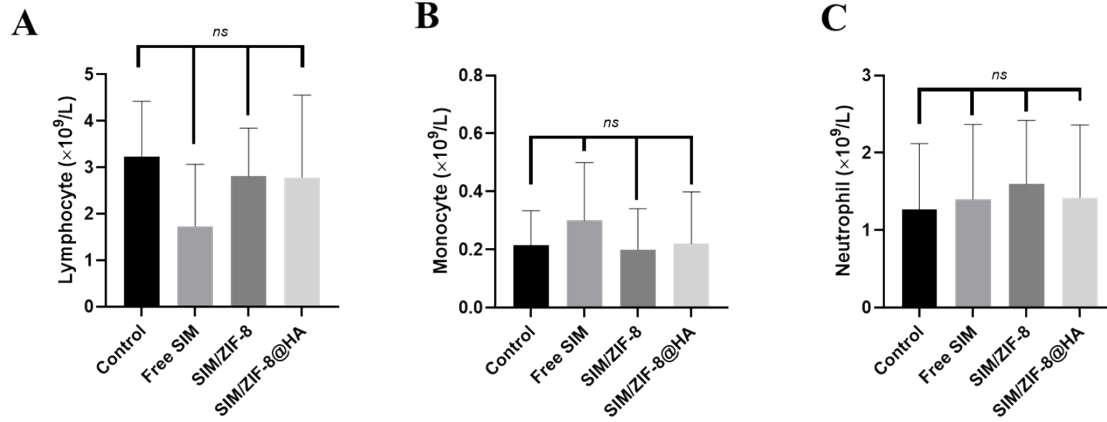 A
ns
Lymphocyte (×10⁹/L)
5
4
3
2
1
0
Control
Free SIM
SIM/ZIF-8
SIM/ZIF-8@HA
B
ns
Monocyte (×10⁹/L)
0.8
0.6
0.4
0.2
0.0
Control
Free SIM
SIM/ZIF-8
SIM/ZIF-8@HA
C
ns
Neutrophil (×10⁹/L)
3
2
1
0
Control
Free SIM
SIM/ZIF-8
SIM/ZIF-8@HA